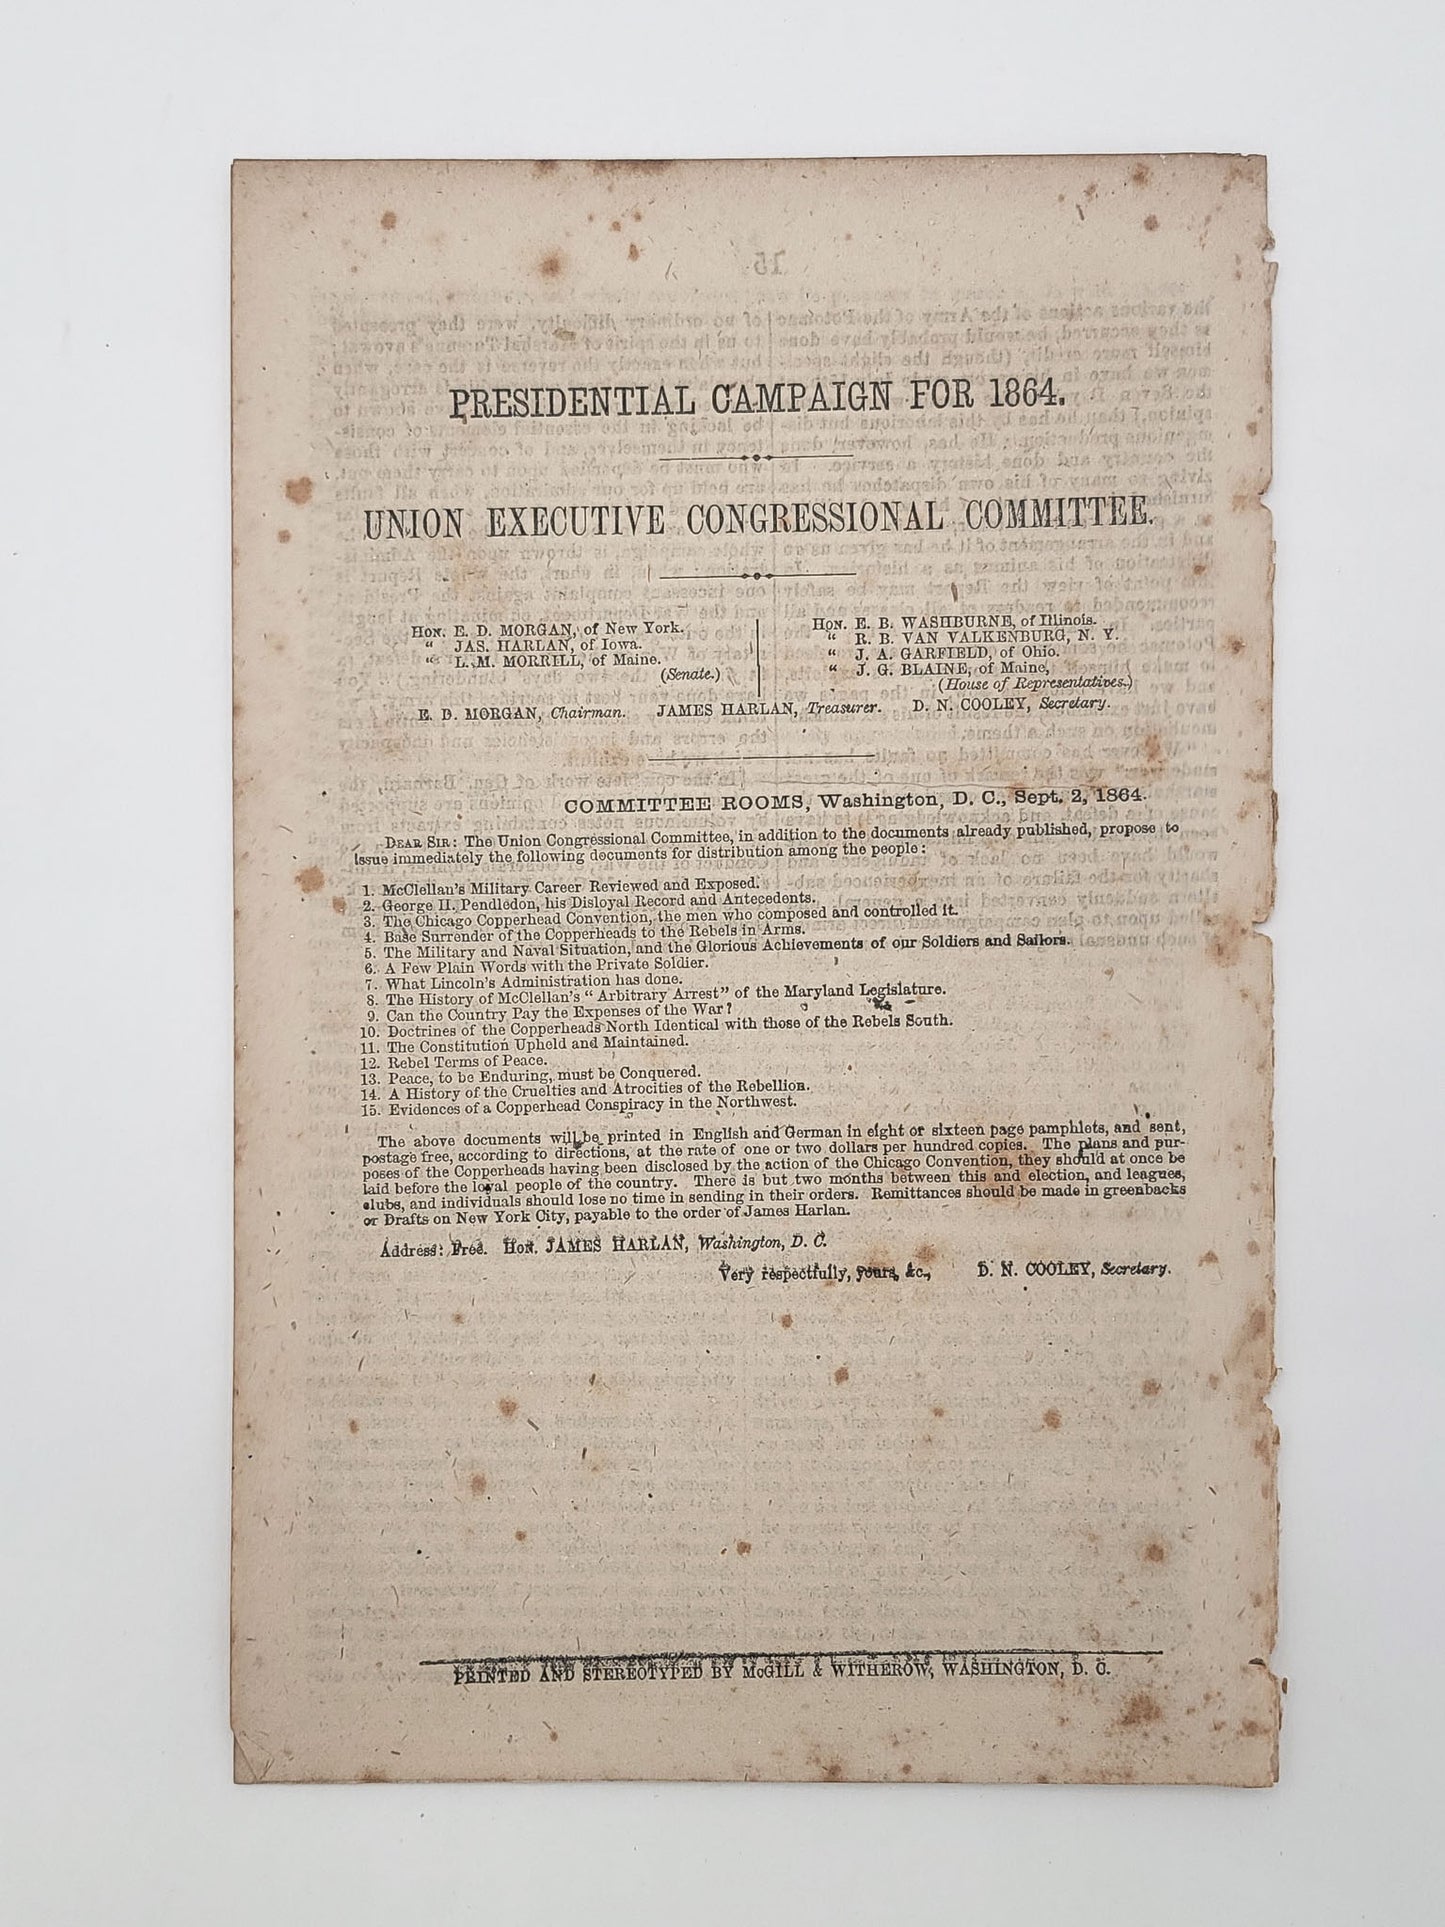 PRESIDENTIAL CAMPAIGN FOR 1864.
UNION EXECUTIVE CONGRESSIONAL COMMITTEE.
HON. E. D. MORGAN, of New York.
" JAS. HARLAN, of Iowa.
" L. M. MORRILL, of Maine.
(Senate.)
HON. E. B. WASHBURNE, of Illinois.
" R. B. VAN VALKENBURG, N. Y.
" J. A. GARFIELD, of Ohio.
" J. G. BLAINE, of Maine,
(House of Representatives.)
E. D. MORGAN, Chairman. JAMES HARLAN, Treasurer. D. N. COOLEY, Secretary.
COMMITTEE ROOMS, Washington, D. C., Sept. 2, 1864.
DEAR SIR: The Union Congressional Committee, in addition to the documents already published, propose to
issue immediately the following documents for distribution among the people:
1. McClellan's Military Career Reviewed and Exposed.
2. George H. Pendledon, his Disloyal Record and Antecedents.
3. The Chicago Copperhead Convention, the men who composed and controlled it.
4. Base Surrender of the Copperheads to the Rebels in Arms.
5. The Military and Naval Situation, and the Glorious Achievements of our Soldiers and Sailors.
6. A Few Plain Words with the Private Soldier.
7. What Lincoln's Administration has done.
8. The History of McClellan's "Arbitrary Arrest" of the Maryland Legislature.
9. Can the Country Pay the Expenses of the War?
10. Doctrines of the Copperheads North Identical with those of the Rebels South.
11. The Constitution Upheld and Maintained.
12. Rebel Terms of Peace.
13. Peace, to be Enduring, must be Conquered.
14. A History of the Cruelties and Atrocities of the Rebellion.
15. Evidences of a Copperhead Conspiracy in the Northwest.
The above documents will be printed in English and German in eight or sixteen page pamphlets, and sent,
postage free, according to directions, at the rate of one or two dollars per hundred copies. The plans and pur-
poses of the Copperheads having been disclosed by the action of the Chicago Convention, they should at once be
laid before the loyal people of the country. There is but two months between this and election, and leagues,
clubs, and individuals should lose no time in sending in their orders. Remittances should be made in greenbacks
or Drafts on New York City, payable to the order of James Harlan.
Address: Free. Hon. JAMES HARLAN, Washington, D. C.
Very respectfully, yours, &c., D. N. COOLEY, Secretary.
PRINTED AND STEREOTYPED BY McGILL & WITHEROW, WASHINGTON, D. C.